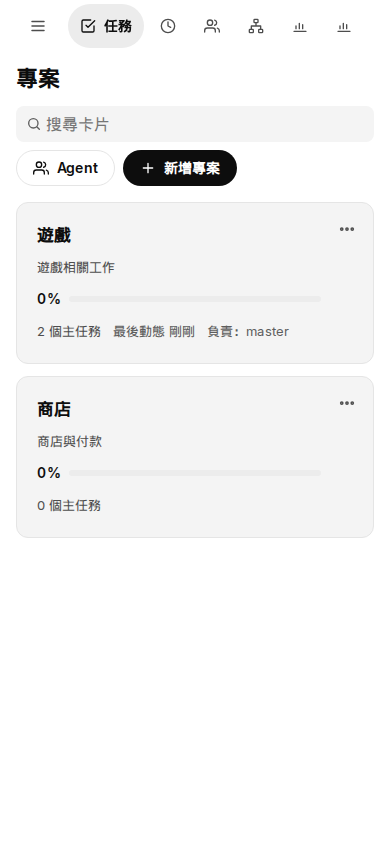 任務
專案
搜尋卡片
Agent
新增專案
遊戲
遊戲相關工作
0%
2 個主任務 最後動態 剛剛 負責：master
商店
商店與付款
0%
0 個主任務